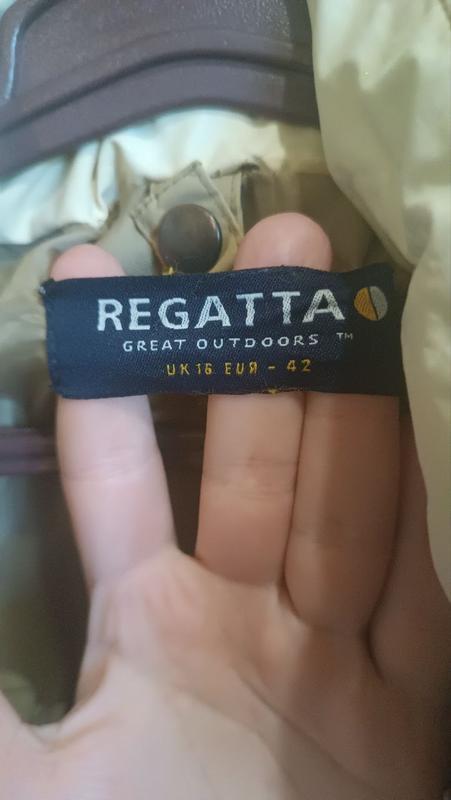 REGATTA
GREAT OUTDOORS ™
UK 16 EUR - 42